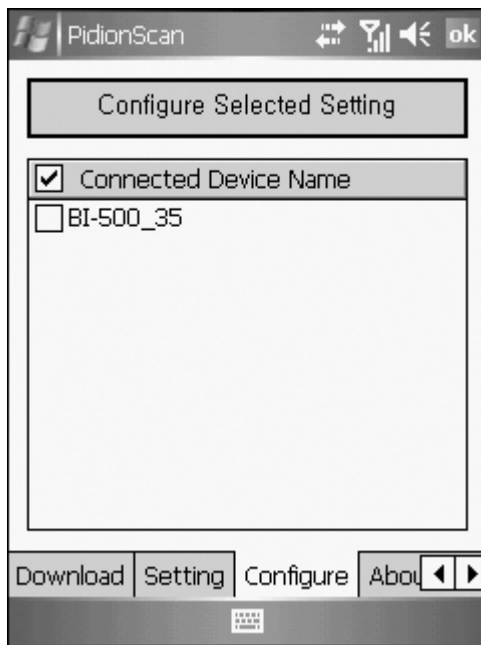 PidionScan ok
Configure Selected Setting
Connected Device Name
BI-500_35
Download Setting Configure Abou